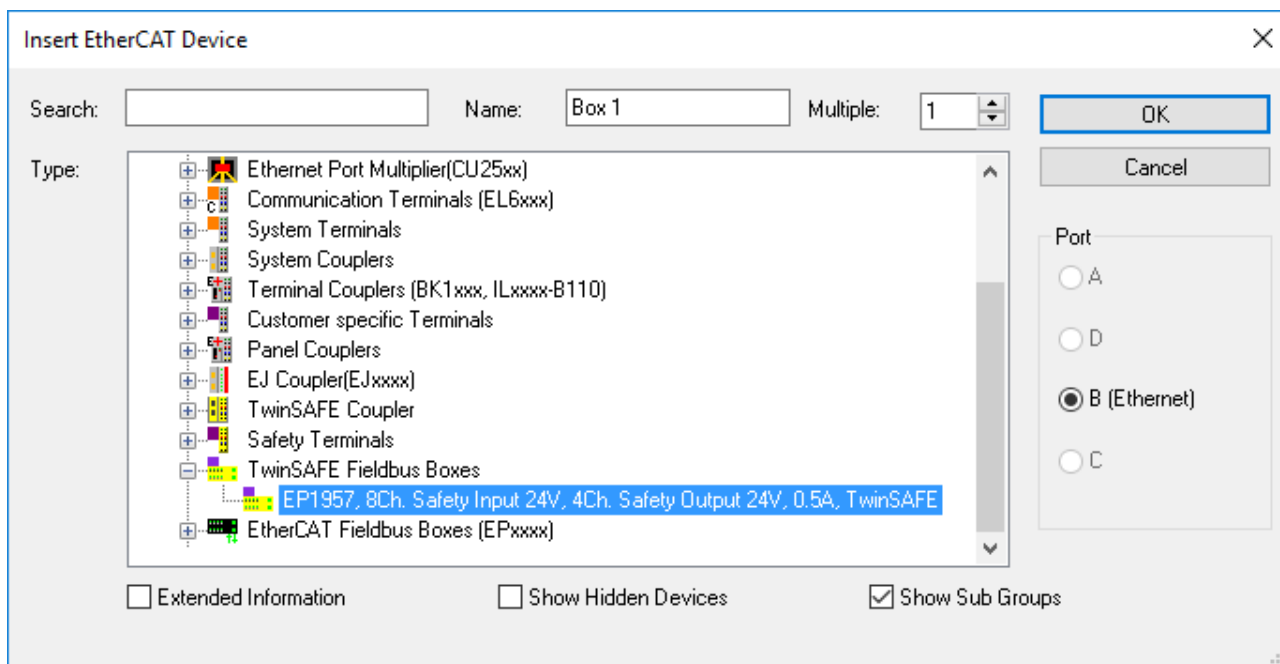 Insert EtherCAT Device
Search:
Name: Box 1
Multiple: 1
OK
Type:
Cancel
Ethernet Port Multiplier(CU25xx)
Communication Terminals (EL6xxx)
System Terminals
System Couplers
Terminal Couplers (BK1xxx, ILxxxx-B110)
Customer specific Terminals
Panel Couplers
EJ Coupler(EJxxxx)
TwinSAFE Coupler
Safety Terminals
TwinSAFE Fieldbus Boxes
EP1957, 8Ch. Safety Input 24V, 4Ch. Safety Output 24V, 0.5A, TwinSAFE
EtherCAT Fieldbus Boxes (EPxxxx)
Port
A
D
B (Ethernet)
C
Extended Information
Show Hidden Devices
Show Sub Groups